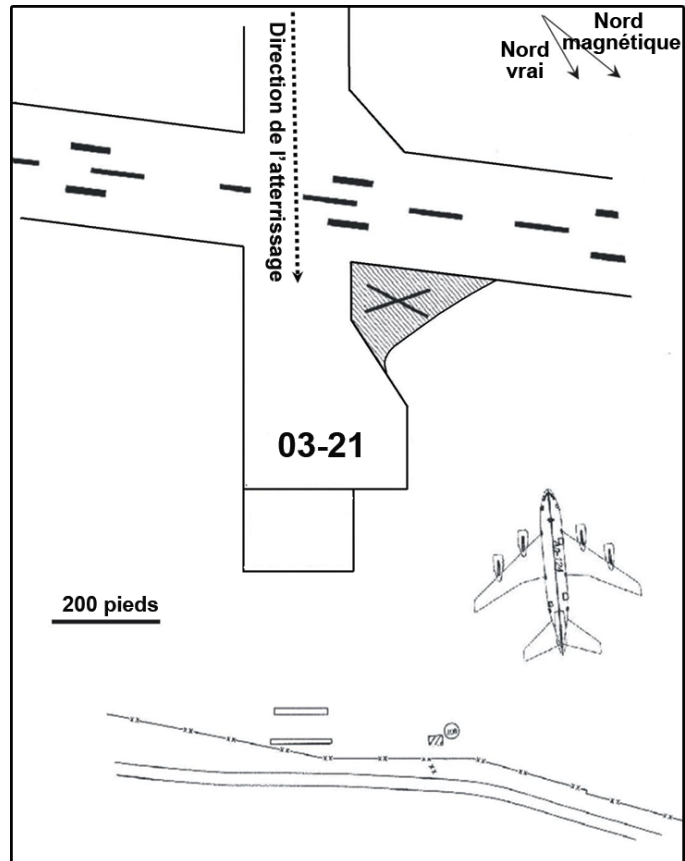 Nord
magnétique
Nord
vrai
Direction de l'atterrissage
03-21
200 pieds